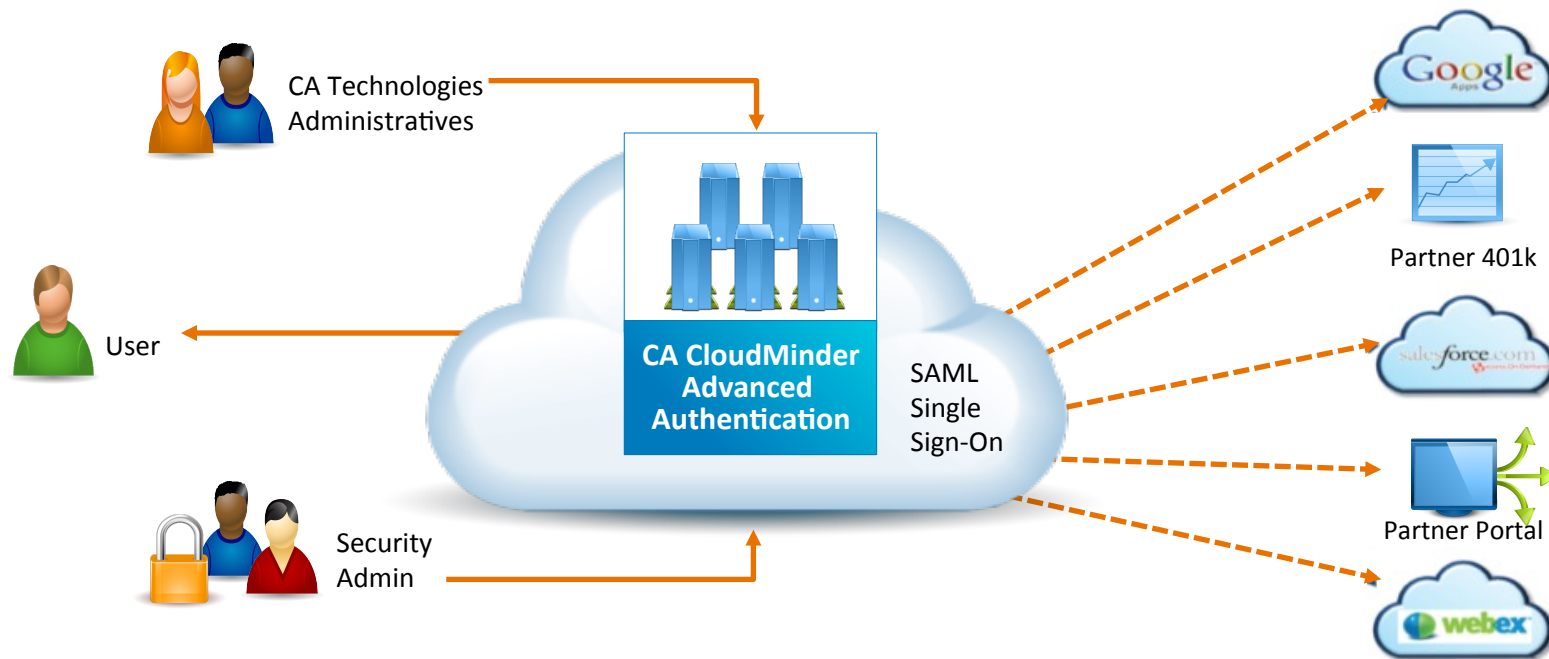 CA Technologies
Administratives
User
Security
Admin
CA CloudMinder
Advanced
Authentication
SAML
Single
Sign-On
Google
Apps
Partner 401k
salesforce.com
Partner Portal
webex